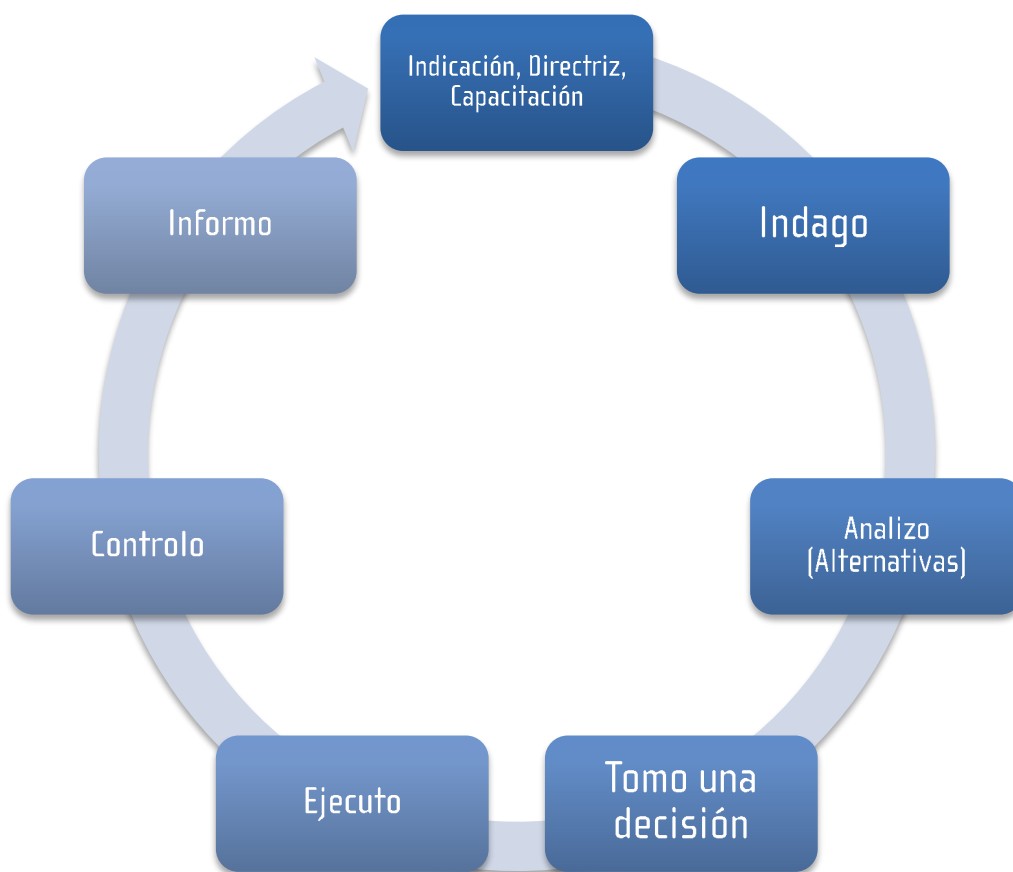 Indicación, Directriz,
Capacitación
Indago
Analizo
(Alternativas)
Tomo una
decisión
Ejecuto
Controlo
Informo